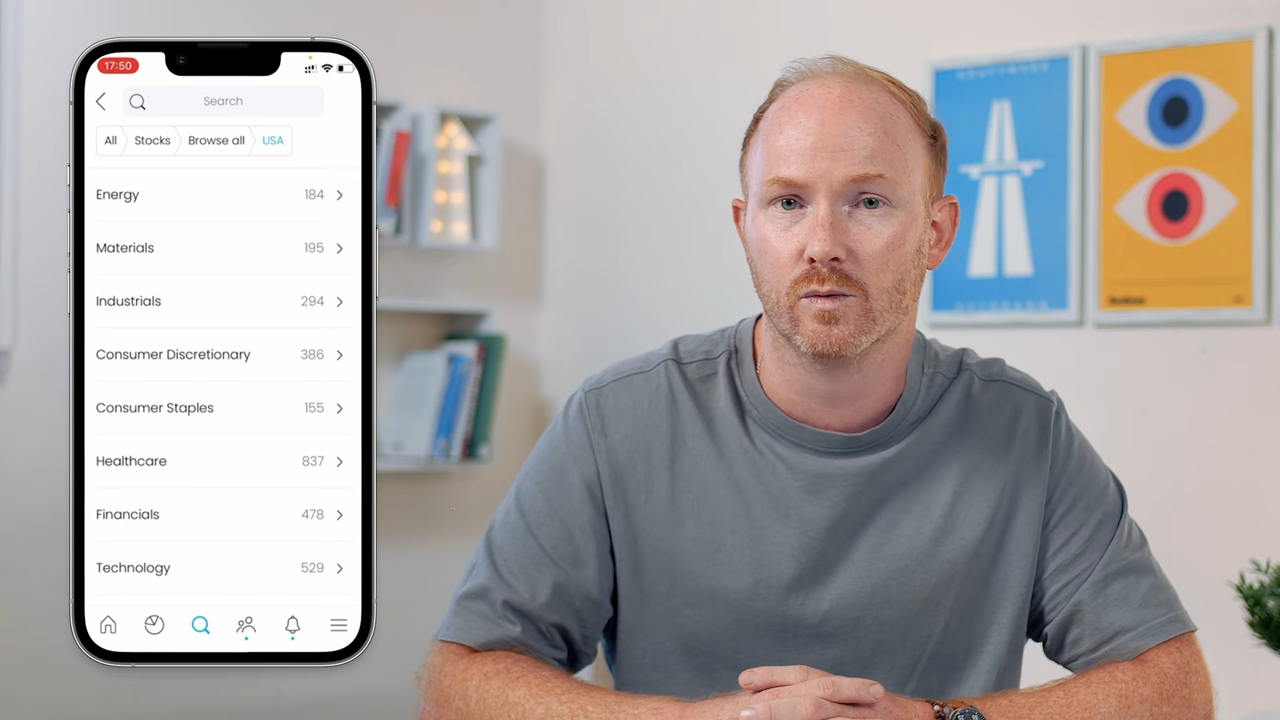 17:50
Search
All
Stocks
Browse all
USA
Energy 184
Materials 195
Industrials 294
Consumer Discretionary 386
Consumer Staples 155
Healthcare 837
Financials 478
Technology 529